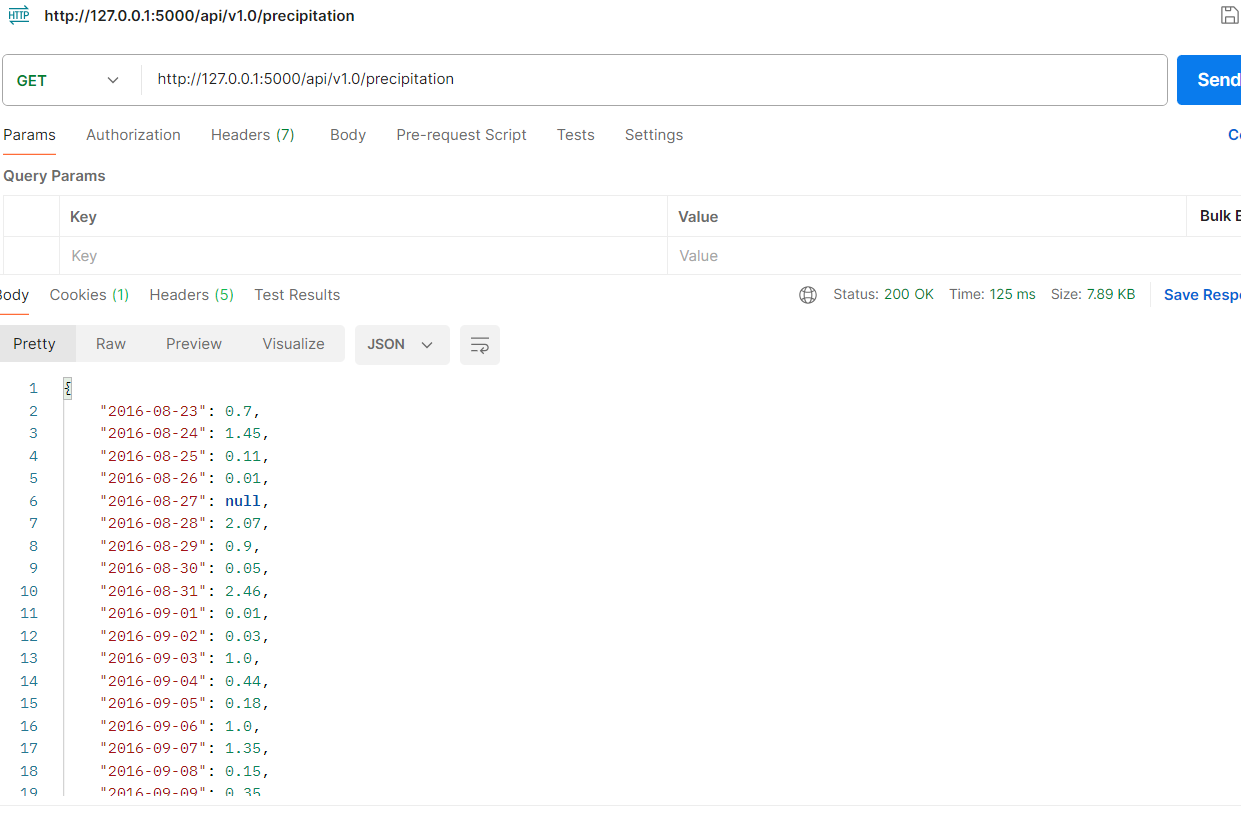 HTTP http://127.0.0.1:5000/api/v1.0/precipitation
GET http://127.0.0.1:5000/api/v1.0/precipitation Send
Params Authorization Headers (7) Body Pre-request Script Tests Settings
Query Params
Key Value Bulk E
Key Value
Body Cookies (1) Headers (5) Test Results Status: 200 OK Time: 125 ms Size: 7.89 KB Save Respo
Pretty Raw Preview Visualize JSON
1 {
2 "2016-08-23": 0.7,
3 "2016-08-24": 1.45,
4 "2016-08-25": 0.11,
5 "2016-08-26": 0.01,
6 "2016-08-27": null,
7 "2016-08-28": 2.07,
8 "2016-08-29": 0.9,
9 "2016-08-30": 0.05,
10 "2016-08-31": 2.46,
11 "2016-09-01": 0.01,
12 "2016-09-02": 0.03,
13 "2016-09-03": 1.0,
14 "2016-09-04": 0.44,
15 "2016-09-05": 0.18,
16 "2016-09-06": 1.0,
17 "2016-09-07": 1.35,
18 "2016-09-08": 0.15,
19 "2016-09-09": 0.35